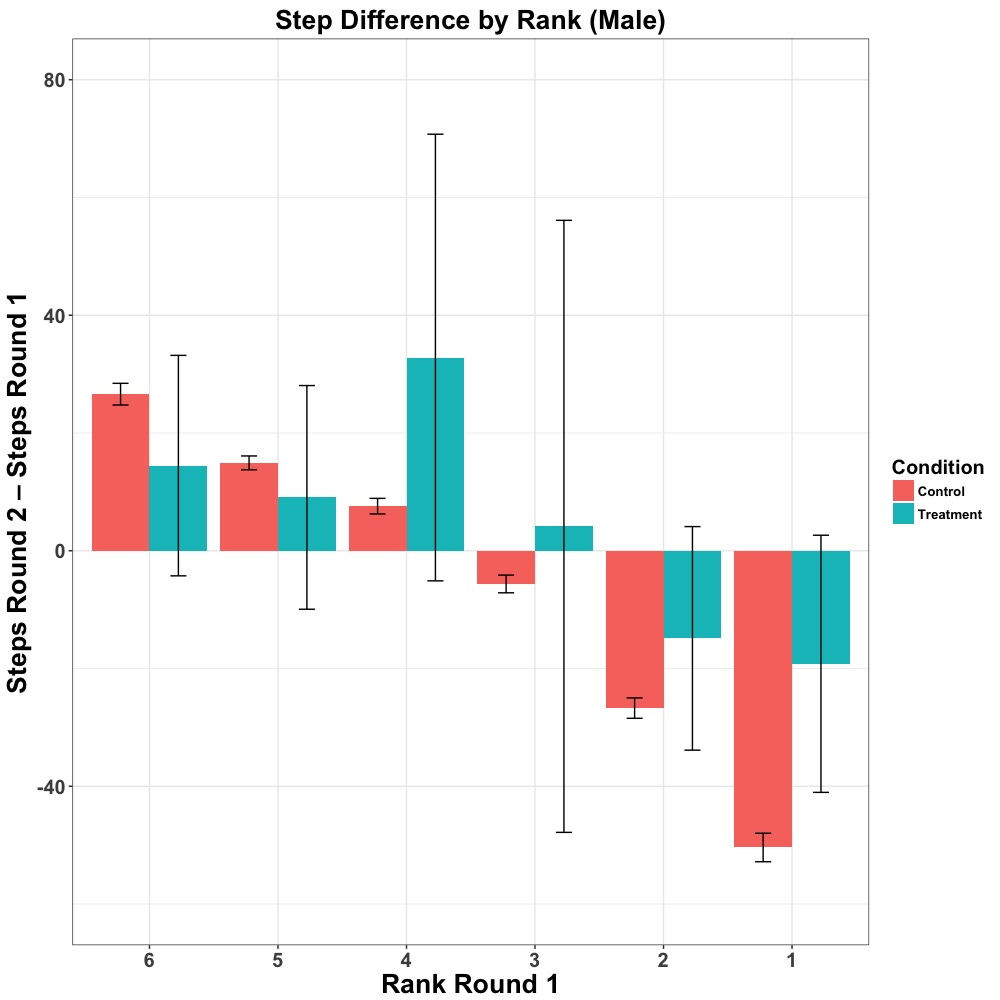 Step Difference by Rank (Male)
Steps Round 2 − Steps Round 1
80
40
0
-40
6 5 4 3 2 1
Rank Round 1
Condition
Control
Treatment